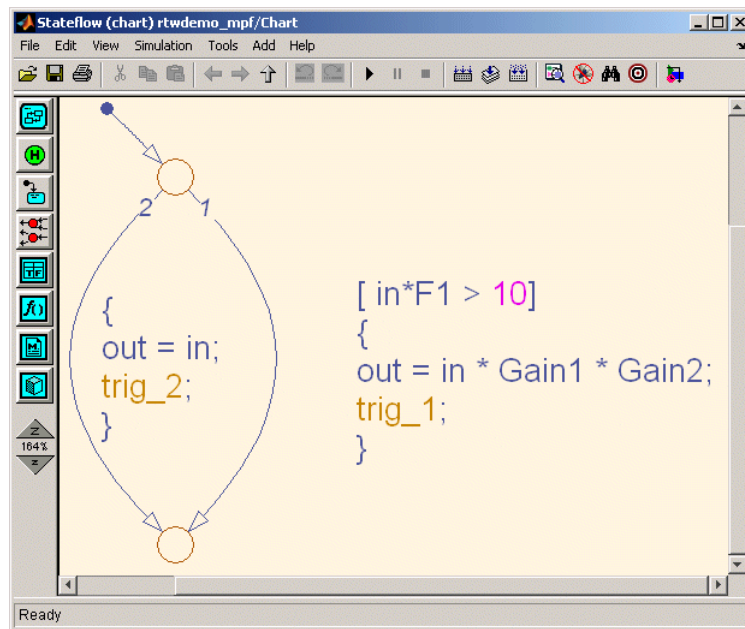 Stateflow (chart) rtwdemo_mpf/Chart
File Edit View Simulation Tools Add Help
H
2 1
TF
f()
M
[ in*F1 > 10]
{
out = in * Gain1 * Gain2;
trig_1;
}
{
out = in;
trig_2;
}
Z
164%
z
Ready